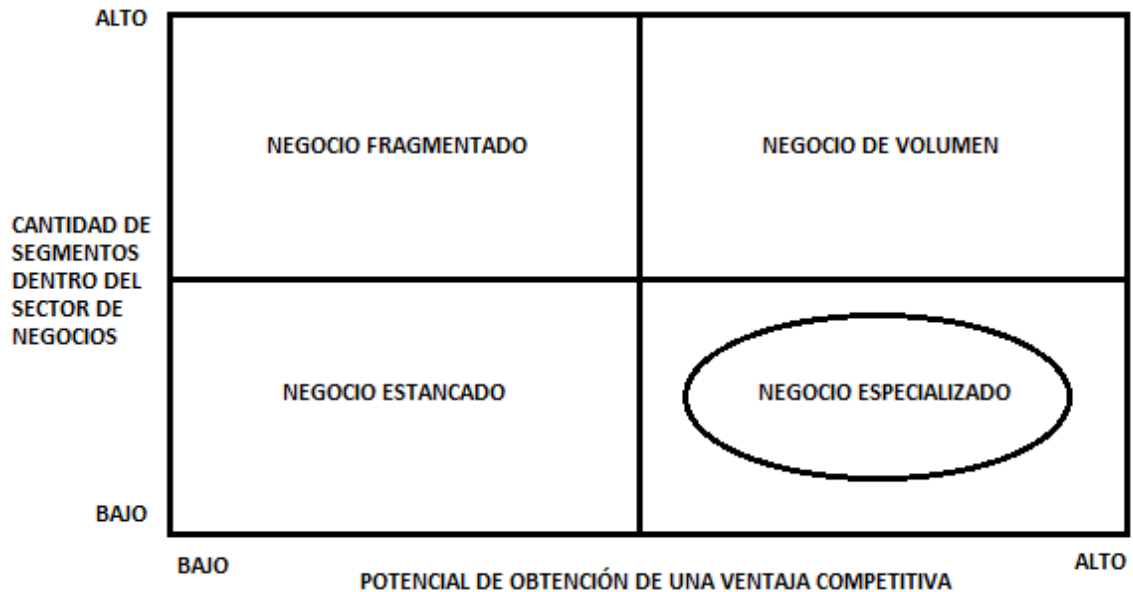 ALTO
NEGOCIO FRAGMENTADO
NEGOCIO DE VOLUMEN
CANTIDAD DE
SEGMENTOS
DENTRO DEL
SECTOR DE
NEGOCIOS
NEGOCIO ESTANCADO
NEGOCIO ESPECIALIZADO
BAJO
BAJO
ALTO
POTENCIAL DE OBTENCIÓN DE UNA VENTAJA COMPETITIVA